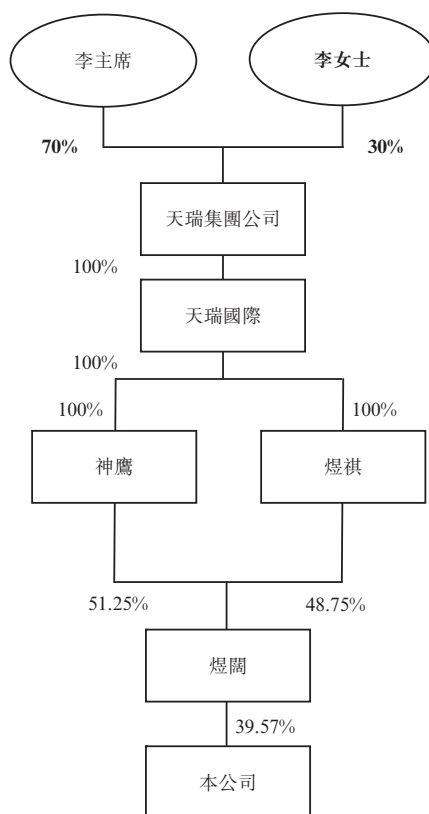 李主席
李女士
70%
30%
天瑞集團公司
100%
天瑞國際
100%
100%
100%
神鷹
煜祺
51.25%
48.75%
煜闊
39.57%
本公司